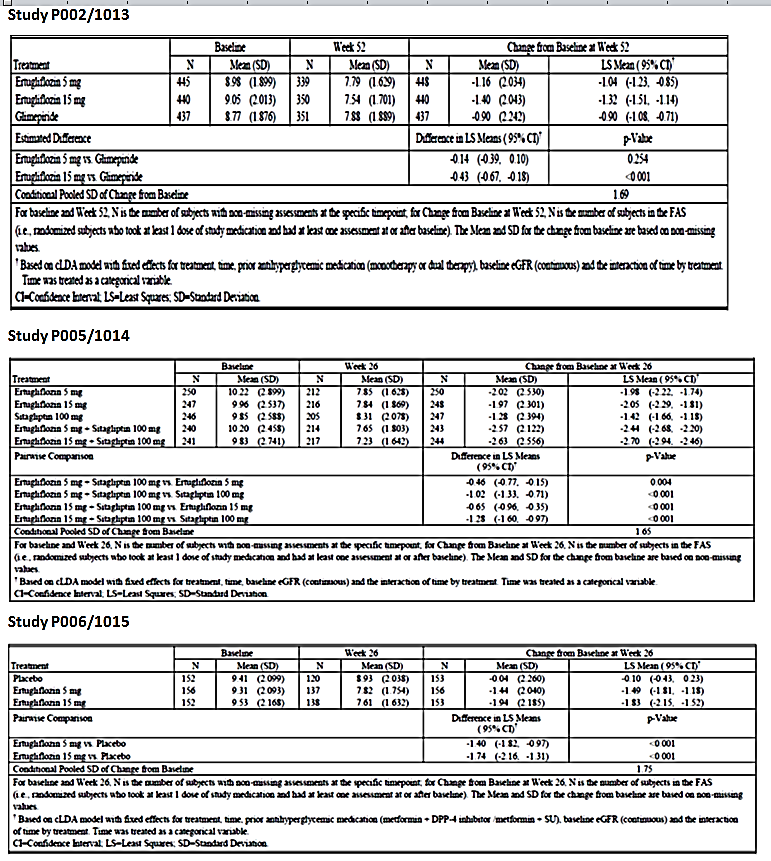 Study P002/1013
Baseline Week 52 Change from Baseline at Week 52
Treatment N Mean (SD) N Mean (SD) N Mean (SD) LS Mean ( 95% CI)†
Ertugliflozin 5 mg 445 8.98 (1.899) 339 7.79 (1.629) 448 -1.16 (2.034) -1.04 (-1.23, -0.85)
Ertugliflozin 15 mg 440 9.05 (2.013) 350 7.54 (1.701) 440 -1.40 (2.043) -1.32 (-1.51, -1.14)
Glimepiride 437 8.77 (1.876) 351 7.88 (1.889) 437 -0.90 (2.242) -0.90 (-1.08, -0.71)
Estimated Difference Difference in LS Means ( 95% CI)† p-Value
Ertugliflozin 5 mg vs. Glimepiride -0.14 (-0.39, 0.10) 0.254
Ertugliflozin 15 mg vs. Glimepiride -0.43 (-0.67, -0.18) <0.001
Conditional Pooled SD of Change from Baseline 1.69
For baseline and Week 52, N is the number of subjects with non-missing assessments at the specific timepoint; for Change from Baseline at Week 52, N is the number of subjects in the FAS
(i.e., randomized subjects who took at least 1 dose of study medication and had at least one assessment at or after baseline). The Mean and SD for the change from baseline are based on non-missing
values.
† Based on cLDA model with fixed effects for treatment, time, prior antihyperglycemic medication (monotherapy or dual therapy), baseline eGFR (continuous) and the interaction of time by treatment.
Time was treated as a categorical variable.
CI=Confidence Interval; LS=Least Squares; SD=Standard Deviation.
Study P005/1014
Baseline Week 26 Change from Baseline at Week 26
Treatment N Mean (SD) N Mean (SD) N Mean (SD) LS Mean ( 95% CI)†
Ertugliflozin 5 mg 250 10.22 (2.899) 212 7.85 (1.628) 250 -2.02 (2.530) -1.98 (-2.22, -1.74)
Ertugliflozin 15 mg 247 9.96 (2.537) 216 7.84 (1.869) 248 -1.97 (2.301) -2.05 (-2.29, -1.81)
Sitagliptin 100 mg 246 9.85 (2.588) 205 8.31 (2.078) 247 -1.28 (2.394) -1.42 (-1.66, -1.18)
Ertugliflozin 5 mg + Sitagliptin 100 mg 240 10.20 (2.458) 214 7.65 (1.803) 243 -2.57 (2.122) -2.44 (-2.68, -2.20)
Ertugliflozin 15 mg + Sitagliptin 100 mg 241 9.83 (2.741) 217 7.23 (1.642) 244 -2.63 (2.556) -2.70 (-2.94, -2.46)
Pairwise Comparison Difference in LS Means p-Value
( 95% CI)†
Ertugliflozin 5 mg + Sitagliptin 100 mg vs. Ertugliflozin 5 mg -0.46 (-0.77, -0.15) 0.004
Ertugliflozin 5 mg + Sitagliptin 100 mg vs. Sitagliptin 100 mg -1.02 (-1.33, -0.71) <0.001
Ertugliflozin 15 mg + Sitagliptin 100 mg vs. Ertugliflozin 15 mg -0.65 (-0.96, -0.35) <0.001
Ertugliflozin 15 mg + Sitagliptin 100 mg vs. Sitagliptin 100 mg -1.28 (-1.60, -0.97) <0.001
Conditional Pooled SD of Change from Baseline 1.65
For baseline and Week 26, N is the number of subjects with non-missing assessments at the specific timepoint; for Change from Baseline at Week 26, N is the number of subjects in the FAS
(i.e., randomized subjects who took at least 1 dose of study medication and had at least one assessment at or after baseline). The Mean and SD for the change from baseline are based on non-missing
values.
† Based on cLDA model with fixed effects for treatment, time, baseline eGFR (continuous) and the interaction of time by treatment. Time was treated as a categorical variable.
CI=Confidence Interval; LS=Least Squares; SD=Standard Deviation.
Study P006/1015
Baseline Week 26 Change from Baseline at Week 26
Treatment N Mean (SD) N Mean (SD) N Mean (SD) LS Mean ( 95% CI)†
Placebo 152 9.41 (2.099) 120 8.93 (2.038) 153 -0.04 (2.260) -0.10 (-0.43, 0.23)
Ertugliflozin 5 mg 156 9.31 (2.093) 137 7.82 (1.754) 156 -1.44 (2.040) -1.49 (-1.81, -1.18)
Ertugliflozin 15 mg 152 9.53 (2.168) 138 7.61 (1.632) 153 -1.94 (2.185) -1.83 (-2.15, -1.52)
Pairwise Comparison Difference in LS Means p-Value
( 95% CI)†
Ertugliflozin 5 mg vs. Placebo -1.40 (-1.82, -0.97) <0.001
Ertugliflozin 15 mg vs. Placebo -1.74 (-2.16, -1.31) <0.001
Conditional Pooled SD of Change from Baseline 1.75
For baseline and Week 26, N is the number of subjects with non-missing assessments at the specific timepoint; for Change from Baseline at Week 26, N is the number of subjects in the FAS
(i.e., randomized subjects who took at least 1 dose of study medication and had at least one assessment at or after baseline). The Mean and SD for the change from baseline are based on non-missing
values.
† Based on cLDA model with fixed effects for treatment, time, prior antihyperglycemic medication (metformin + DPP-4 inhibitor /metformin + SU), baseline eGFR (continuous) and the interaction
of time by treatment. Time was treated as a categorical variable.
CI=Confidence Interval; LS=Least Squares; SD=Standard Deviation.